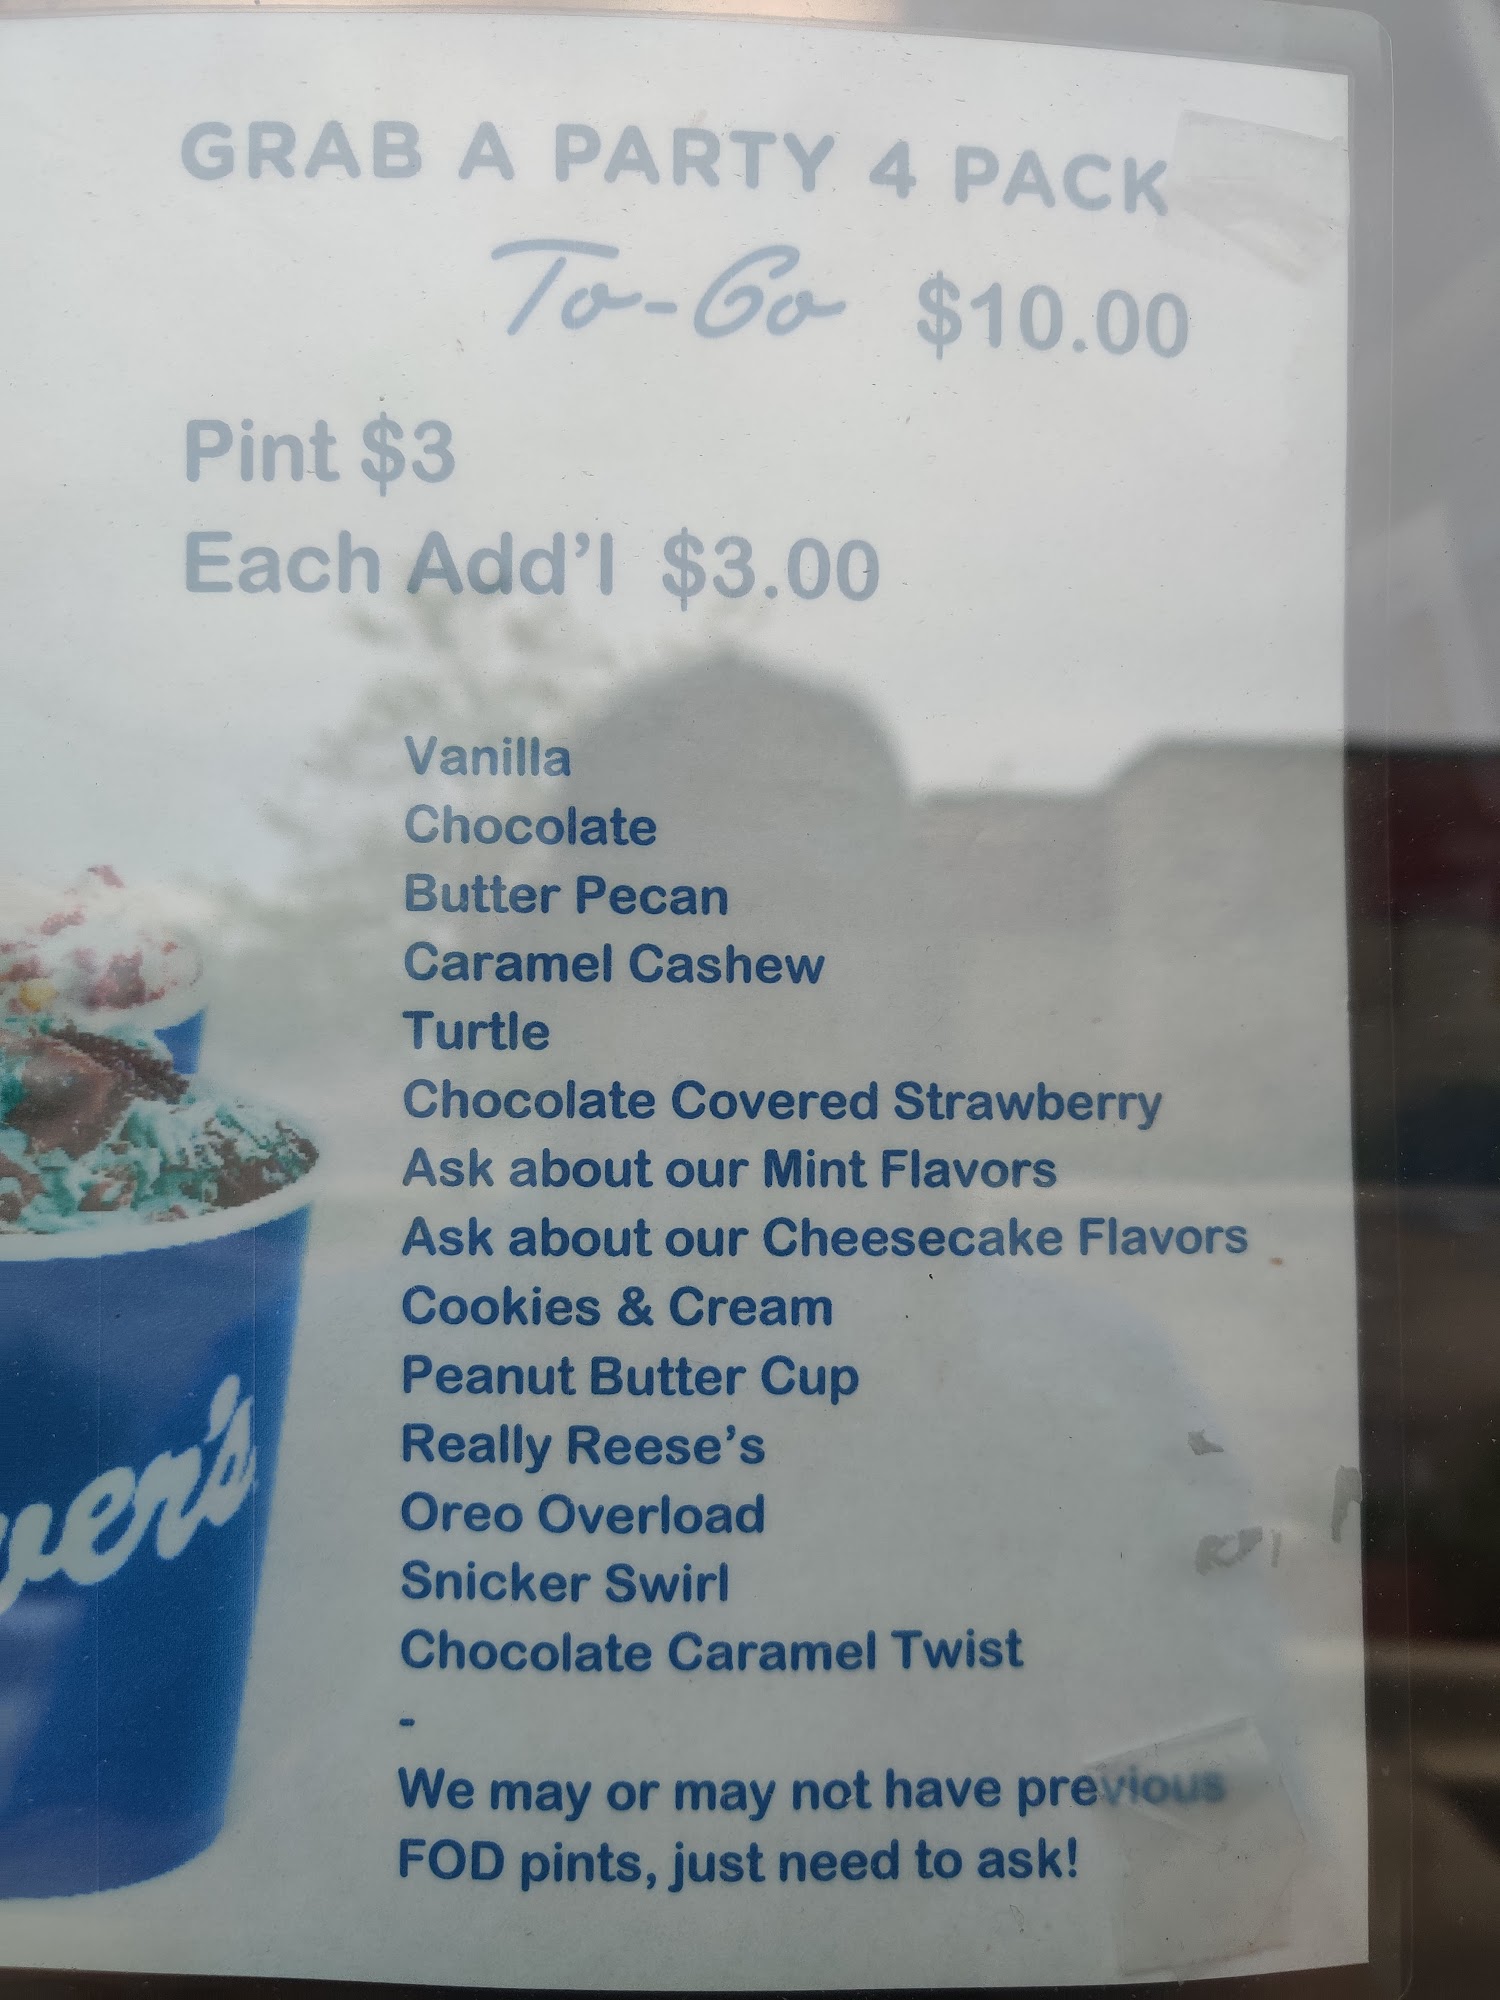 GRAB A PARTY 4 PACK
To-Go $10.00
Pint $3
Each Add’l $3.00
Vanilla
Chocolate
Butter Pecan
Caramel Cashew
Turtle
Chocolate Covered Strawberry
Ask about our Mint Flavors
Ask about our Cheesecake Flavors
Cookies & Cream
Peanut Butter Cup
Really Reese’s
Oreo Overload
Snicker Swirl
Chocolate Caramel Twist
-
We may or may not have previous
FOD pints, just need to ask!
ver's